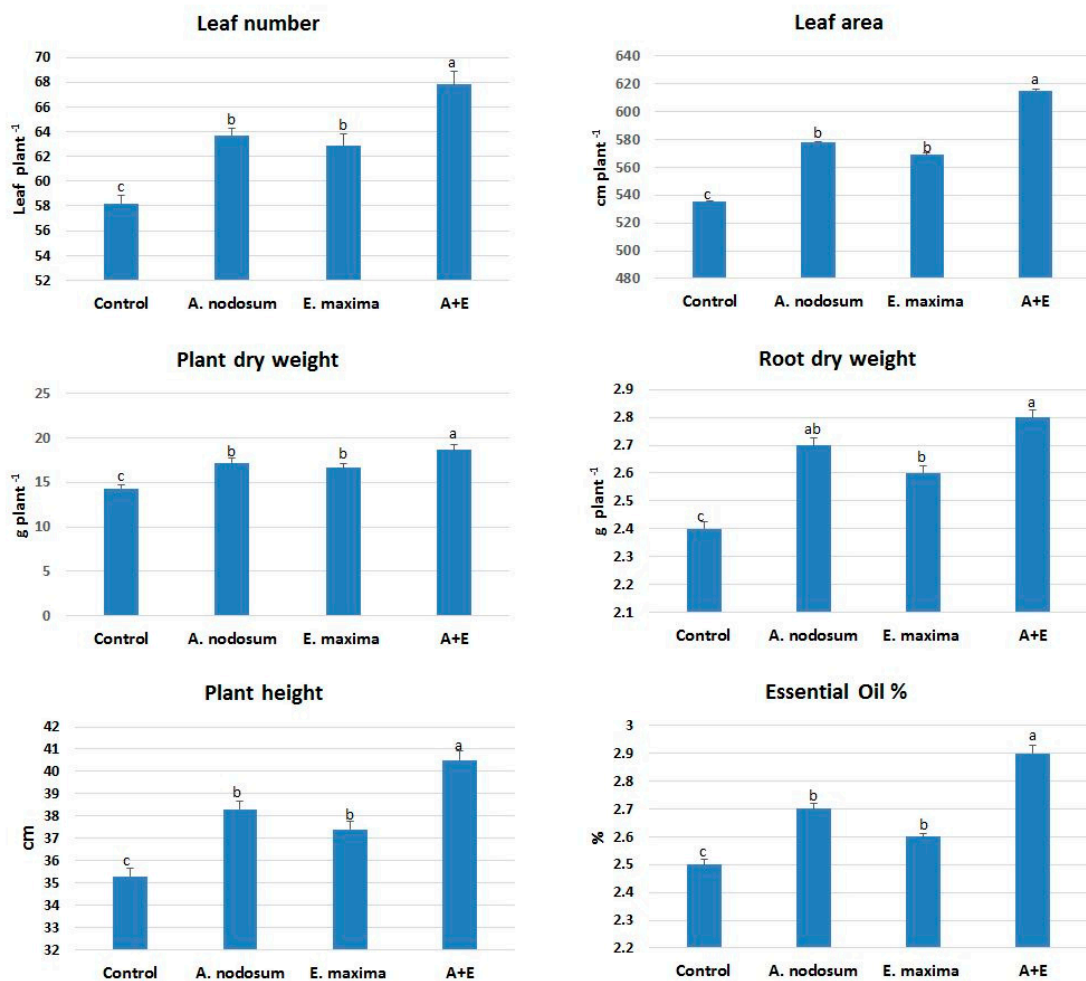 Leaf number
70
68
66
64
62
60
58
56
54
52
Leaf plant -1
c
b
b
a
Control A. nodosum E. maxima A+E
Leaf area
640
620
600
580
560
540
520
500
480
cm plant -1
c
b
b
a
Control A. nodosum E. maxima A+E
Plant dry weight
25
20
15
10
5
0
g plant -1
c
b
b
a
Control A. nodosum E. maxima A+E
Root dry weight
2.9
2.8
2.7
2.6
2.5
2.4
2.3
2.2
2.1
g plant -1
c
ab
b
a
Control A. nodosum E. maxima A+E
Plant height
42
41
40
39
38
37
36
35
34
33
32
cm
c
b
b
a
Control A. nodosum E. maxima A+E
Essential Oil %
3
2.9
2.8
2.7
2.6
2.5
2.4
2.3
2.2
%
c
b
b
a
Control A. nodosum E. maxima A+E